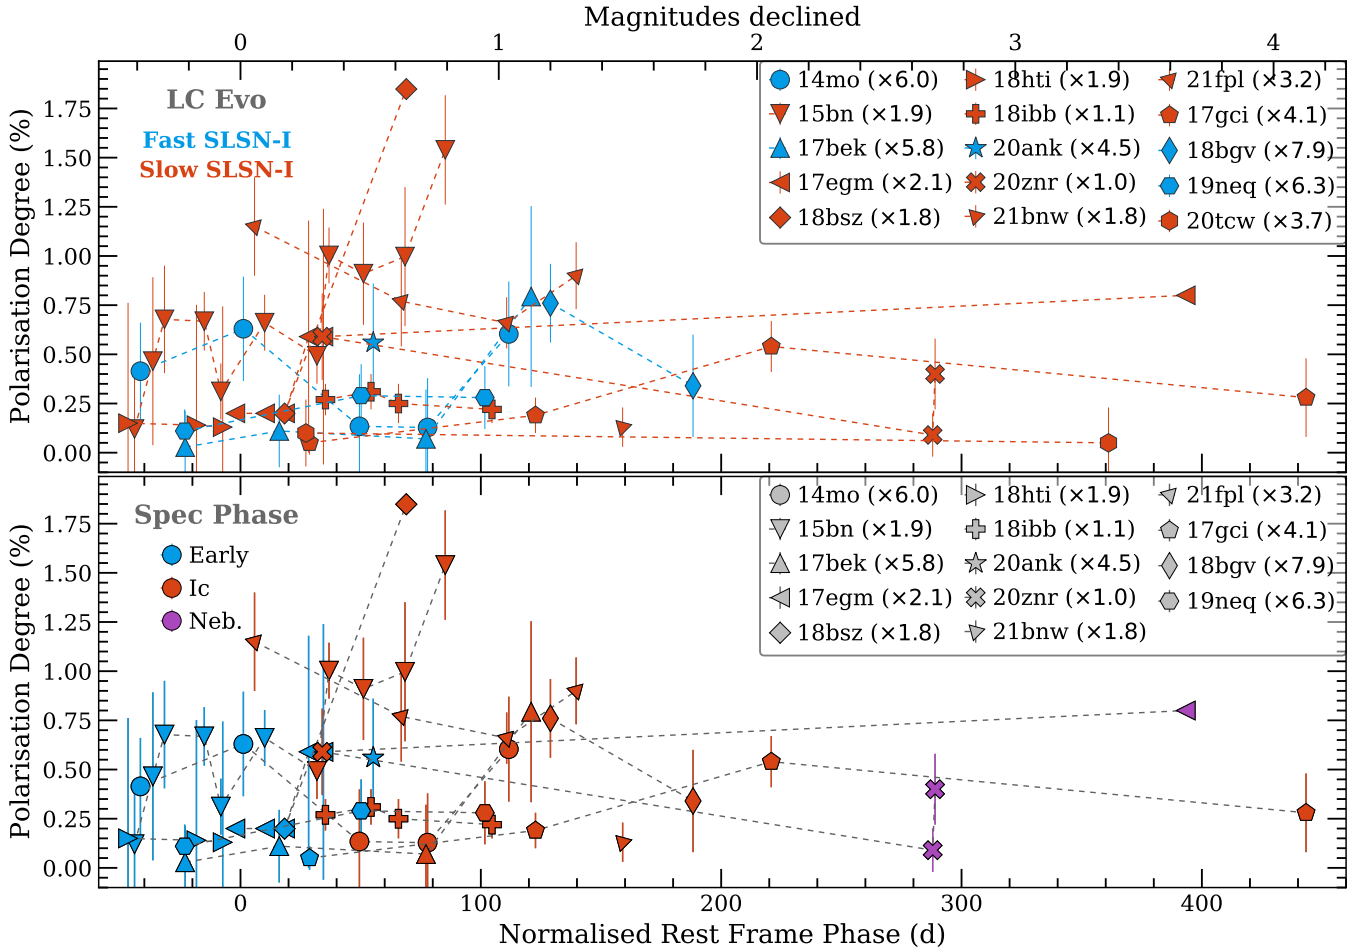 Magnitudes declined
0 1 2 3 4
Polarisation Degree (%)
1.75
1.50
1.25
1.00
0.75
0.50
0.25
0.00
LC Evo
Fast SLSN-I
Slow SLSN-I
14mo (×6.0)
15bn (×1.9)
17bek (×5.8)
17egm (×2.1)
18bsz (×1.8)
18hti (×1.9)
18ibb (×1.1)
20ank (×4.5)
20znr (×1.0)
21bnw (×1.8)
21fpl (×3.2)
17gci (×4.1)
18bgv (×7.9)
19neq (×6.3)
20tcw (×3.7)
Polarisation Degree (%)
1.75
1.50
1.25
1.00
0.75
0.50
0.25
0.00
Spec Phase
Early
Ic
Neb.
14mo (×6.0)
15bn (×1.9)
17bek (×5.8)
17egm (×2.1)
18bsz (×1.8)
18hti (×1.9)
18ibb (×1.1)
20ank (×4.5)
20znr (×1.0)
21bnw (×1.8)
21fpl (×3.2)
17gci (×4.1)
18bgv (×7.9)
19neq (×6.3)
0 100 200 300 400
Normalised Rest Frame Phase (d)